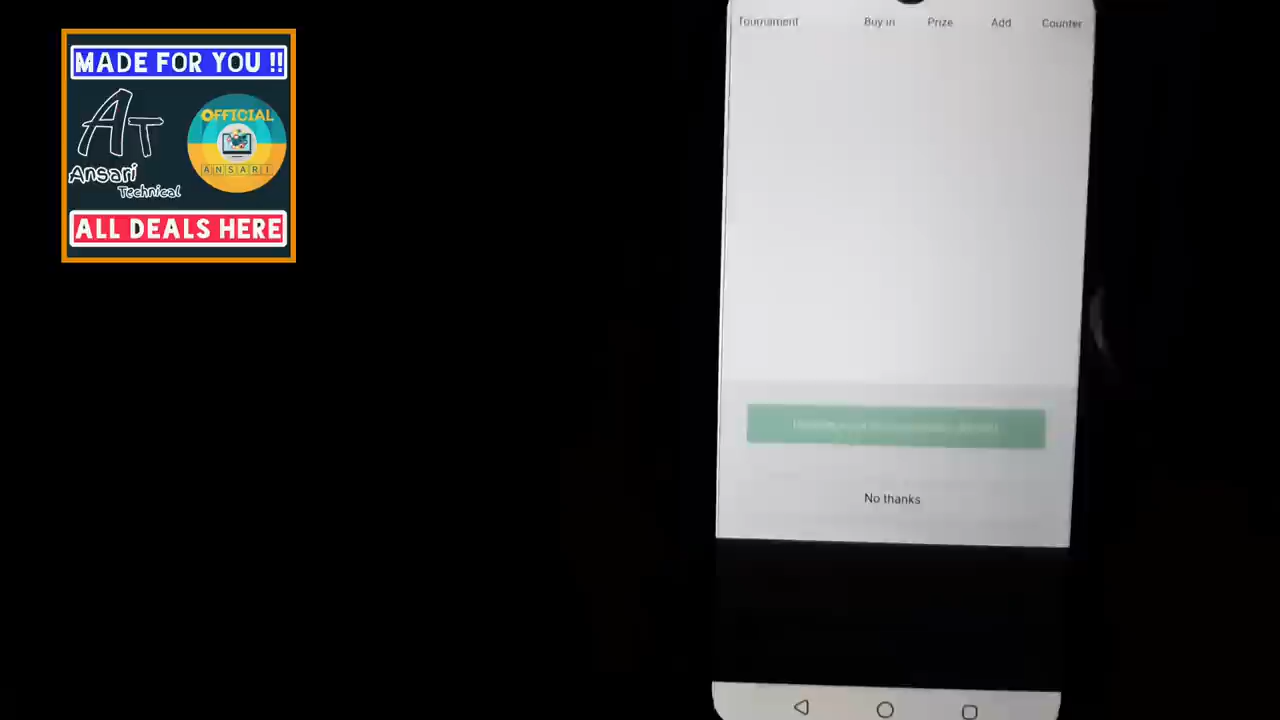 MADE FOR YOU !!
AT
Ansari
Technical
OFFICIAL
ANSARI
ALL DEALS HERE
Tournament Buy in Prize Add Counter
No thanks